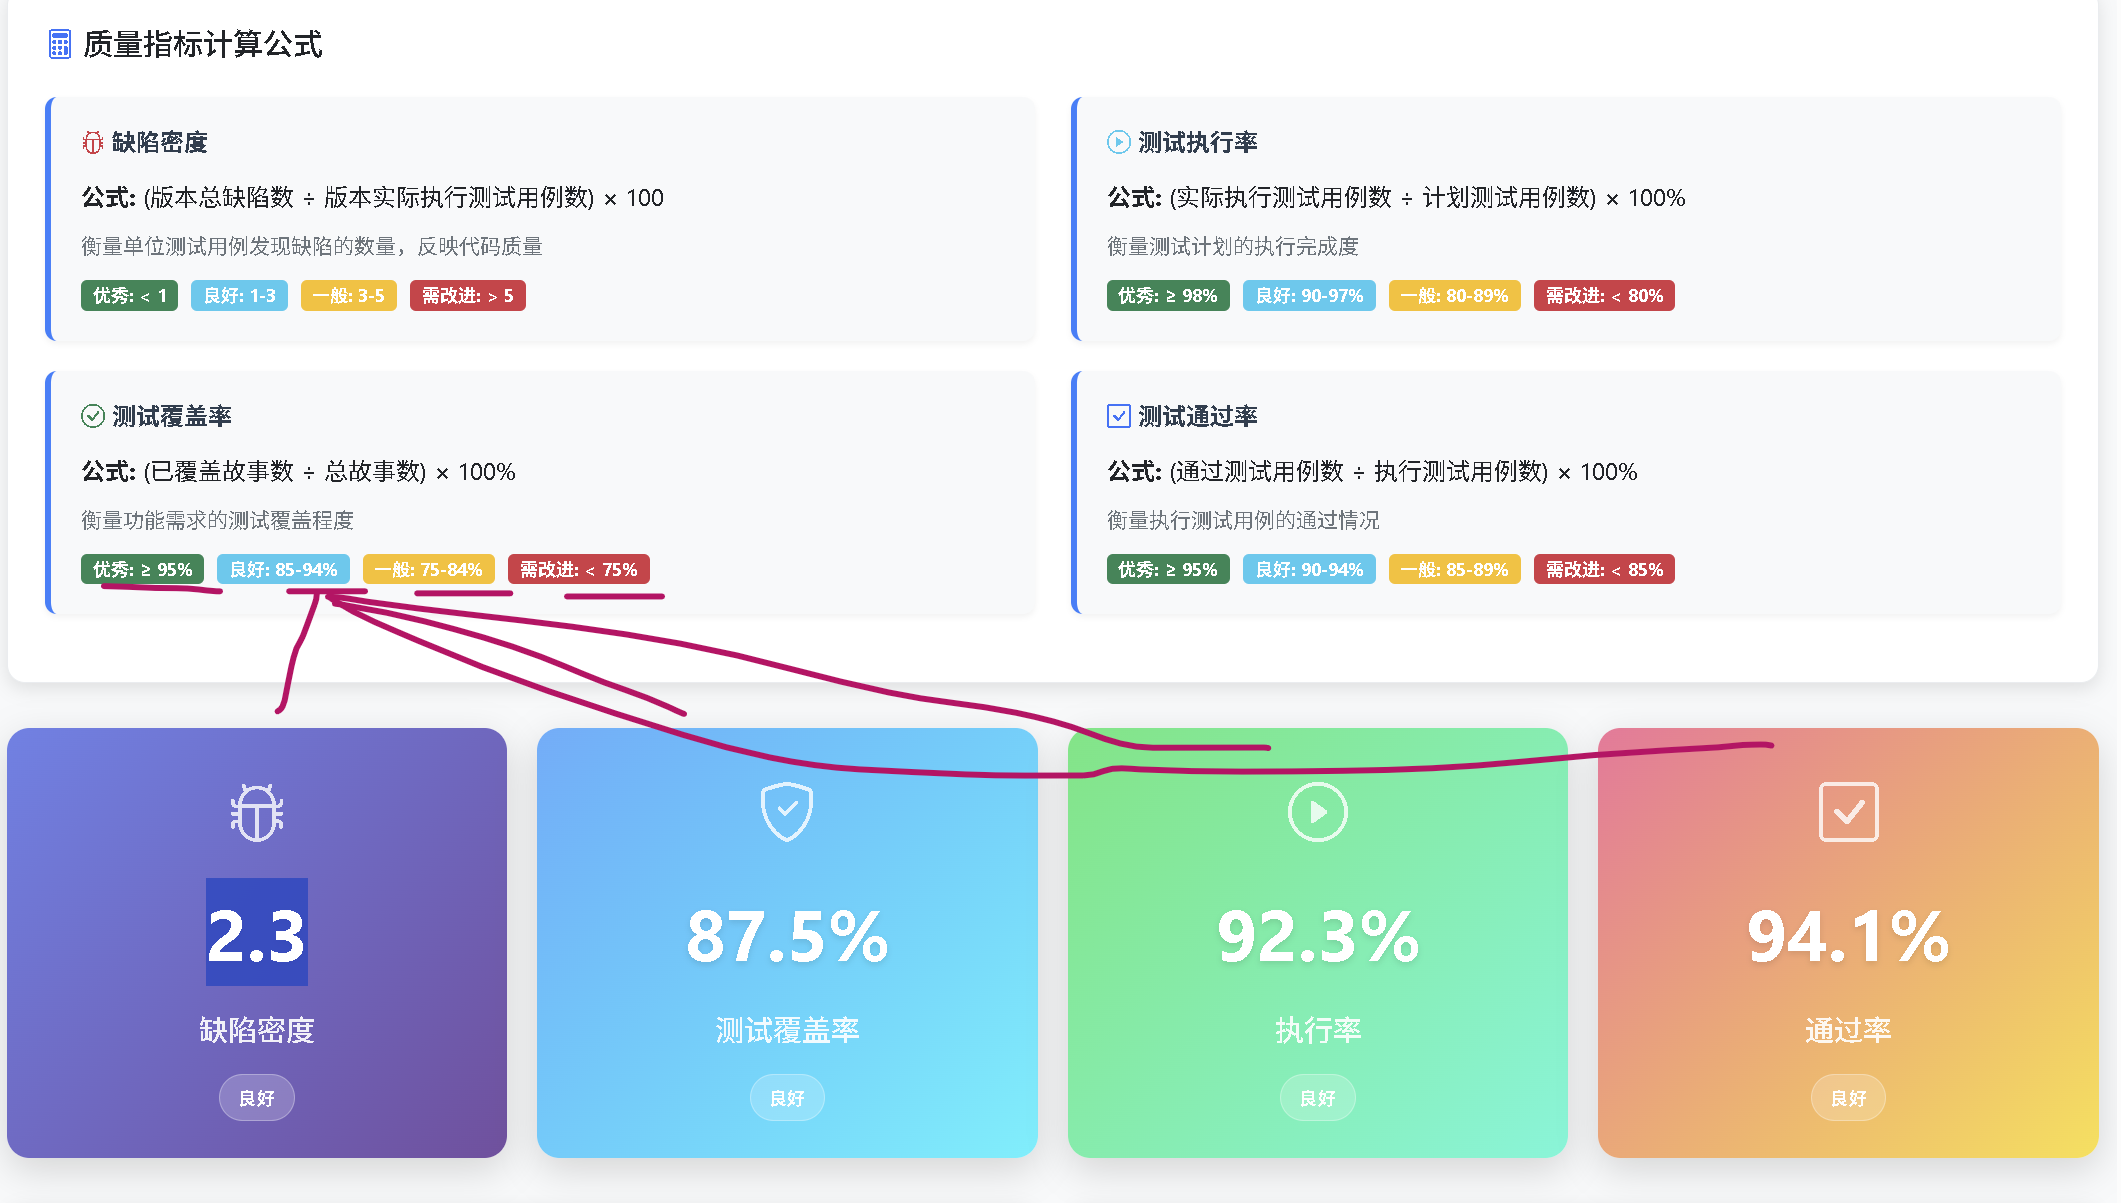 质量指标计算公式
缺陷密度
公式: (版本总缺陷数 ÷ 版本实际执行测试用例数) × 100
衡量单位测试用例发现缺陷的数量，反映代码质量
优秀: < 1 良好: 1-3 一般: 3-5 需改进: > 5
测试执行率
公式: (实际执行测试用例数 ÷ 计划测试用例数) × 100%
衡量测试计划的执行完成度
优秀: ≥ 98% 良好: 90-97% 一般: 80-89% 需改进: < 80%
测试覆盖率
公式: (已覆盖故事数 ÷ 总故事数) × 100%
衡量功能需求的测试覆盖程度
优秀: ≥ 95% 良好: 85-94% 一般: 75-84% 需改进: < 75%
测试通过率
公式: (通过测试用例数 ÷ 执行测试用例数) × 100%
衡量执行测试用例的通过情况
优秀: ≥ 95% 良好: 90-94% 一般: 85-89% 需改进: < 85%
2.3
缺陷密度
良好
87.5%
测试覆盖率
良好
92.3%
执行率
良好
94.1%
通过率
良好